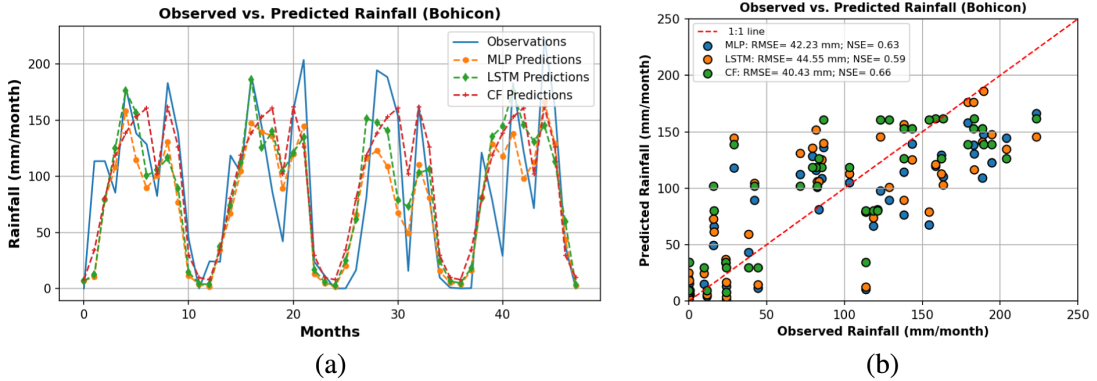 Observed vs. Predicted Rainfall (Bohicon)
Rainfall (mm/month)
200
150
100
50
0
Observations
MLP Predictions
LSTM Predictions
CF Predictions
0
10
20
30
40
Months
(a)
Observed vs. Predicted Rainfall (Bohicon)
Predicted Rainfall (mm/month)
250
200
150
100
50
0
1:1 line
MLP: RMSE= 42.23 mm; NSE= 0.63
LSTM: RMSE= 44.55 mm; NSE= 0.59
CF: RMSE= 40.43 mm; NSE= 0.66
0
50
100
150
200
250
Observed Rainfall (mm/month)
(b)